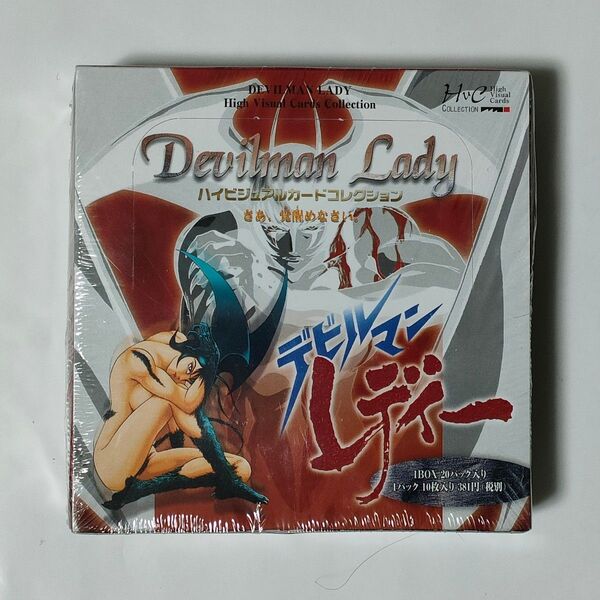 DEVILMAN LADY
High Visual Cards Collection
HVC High Visual Cards
COLLECTION
Devilman Lady
ハイビジュアルカードコレクション
さあ、覚醒めなさい。
デビルマン
レディー
1BOX 20パック入り
1パック 10枚入り 381円(税別)